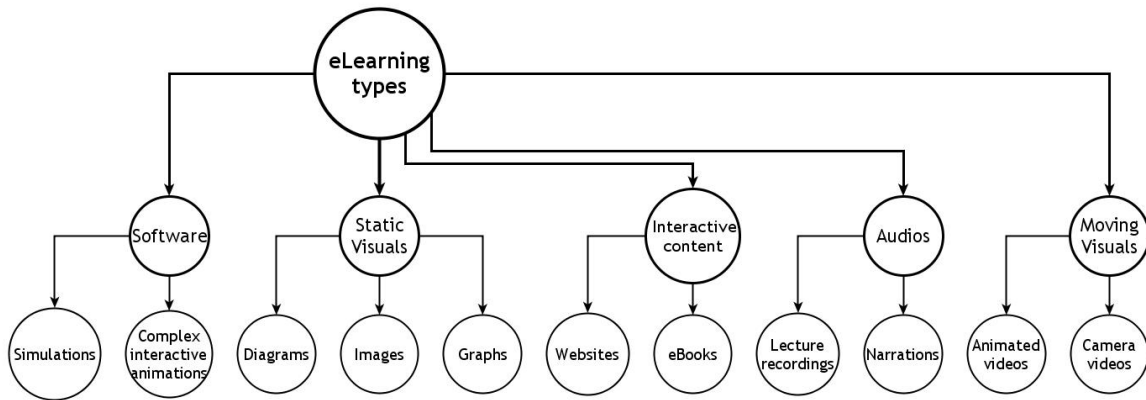 eLearning
types
Software
Static
Visuals
Interactive
content
Audios
Moving
Visuals
Simulations
Complex
interactive
animations
Diagrams
Images
Graphs
Websites
eBooks
Lecture
recordings
Narrations
Animated
videos
Camera
videos